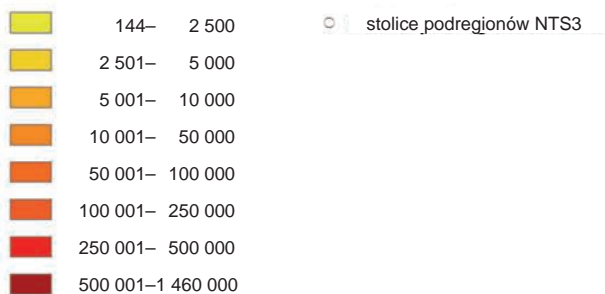 144– 2 500
2 501– 5 000
5 001– 10 000
10 001– 50 000
50 001– 100 000
100 001– 250 000
250 001– 500 000
500 001–1 460 000
stolice podregionów NTS3